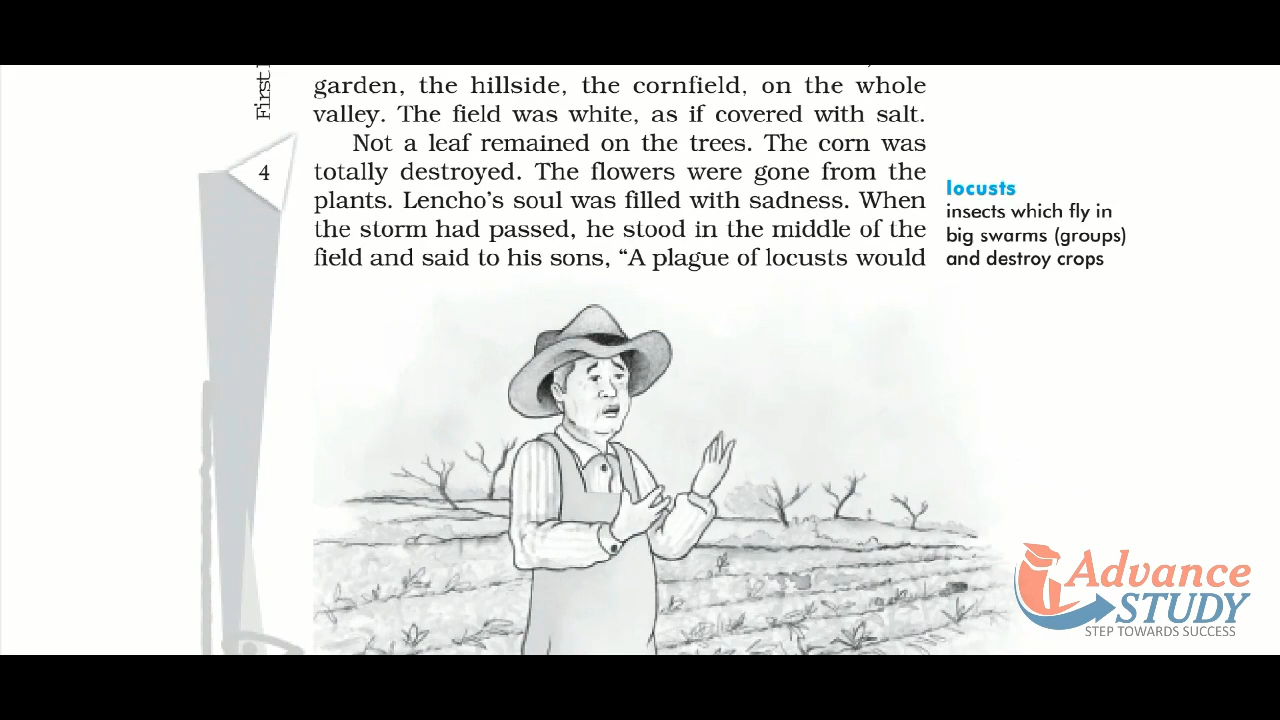 First
garden, the hillside, the cornfield, on the whole
valley. The field was white, as if covered with salt.
Not a leaf remained on the trees. The corn was
totally destroyed. The flowers were gone from the
plants. Lencho’s soul was filled with sadness. When
the storm had passed, he stood in the middle of the
field and said to his sons, “A plague of locusts would
4
locusts
insects which fly in
big swarms (groups)
and destroy crops
Advance
STUDY
STEP TOWARDS SUCCESS